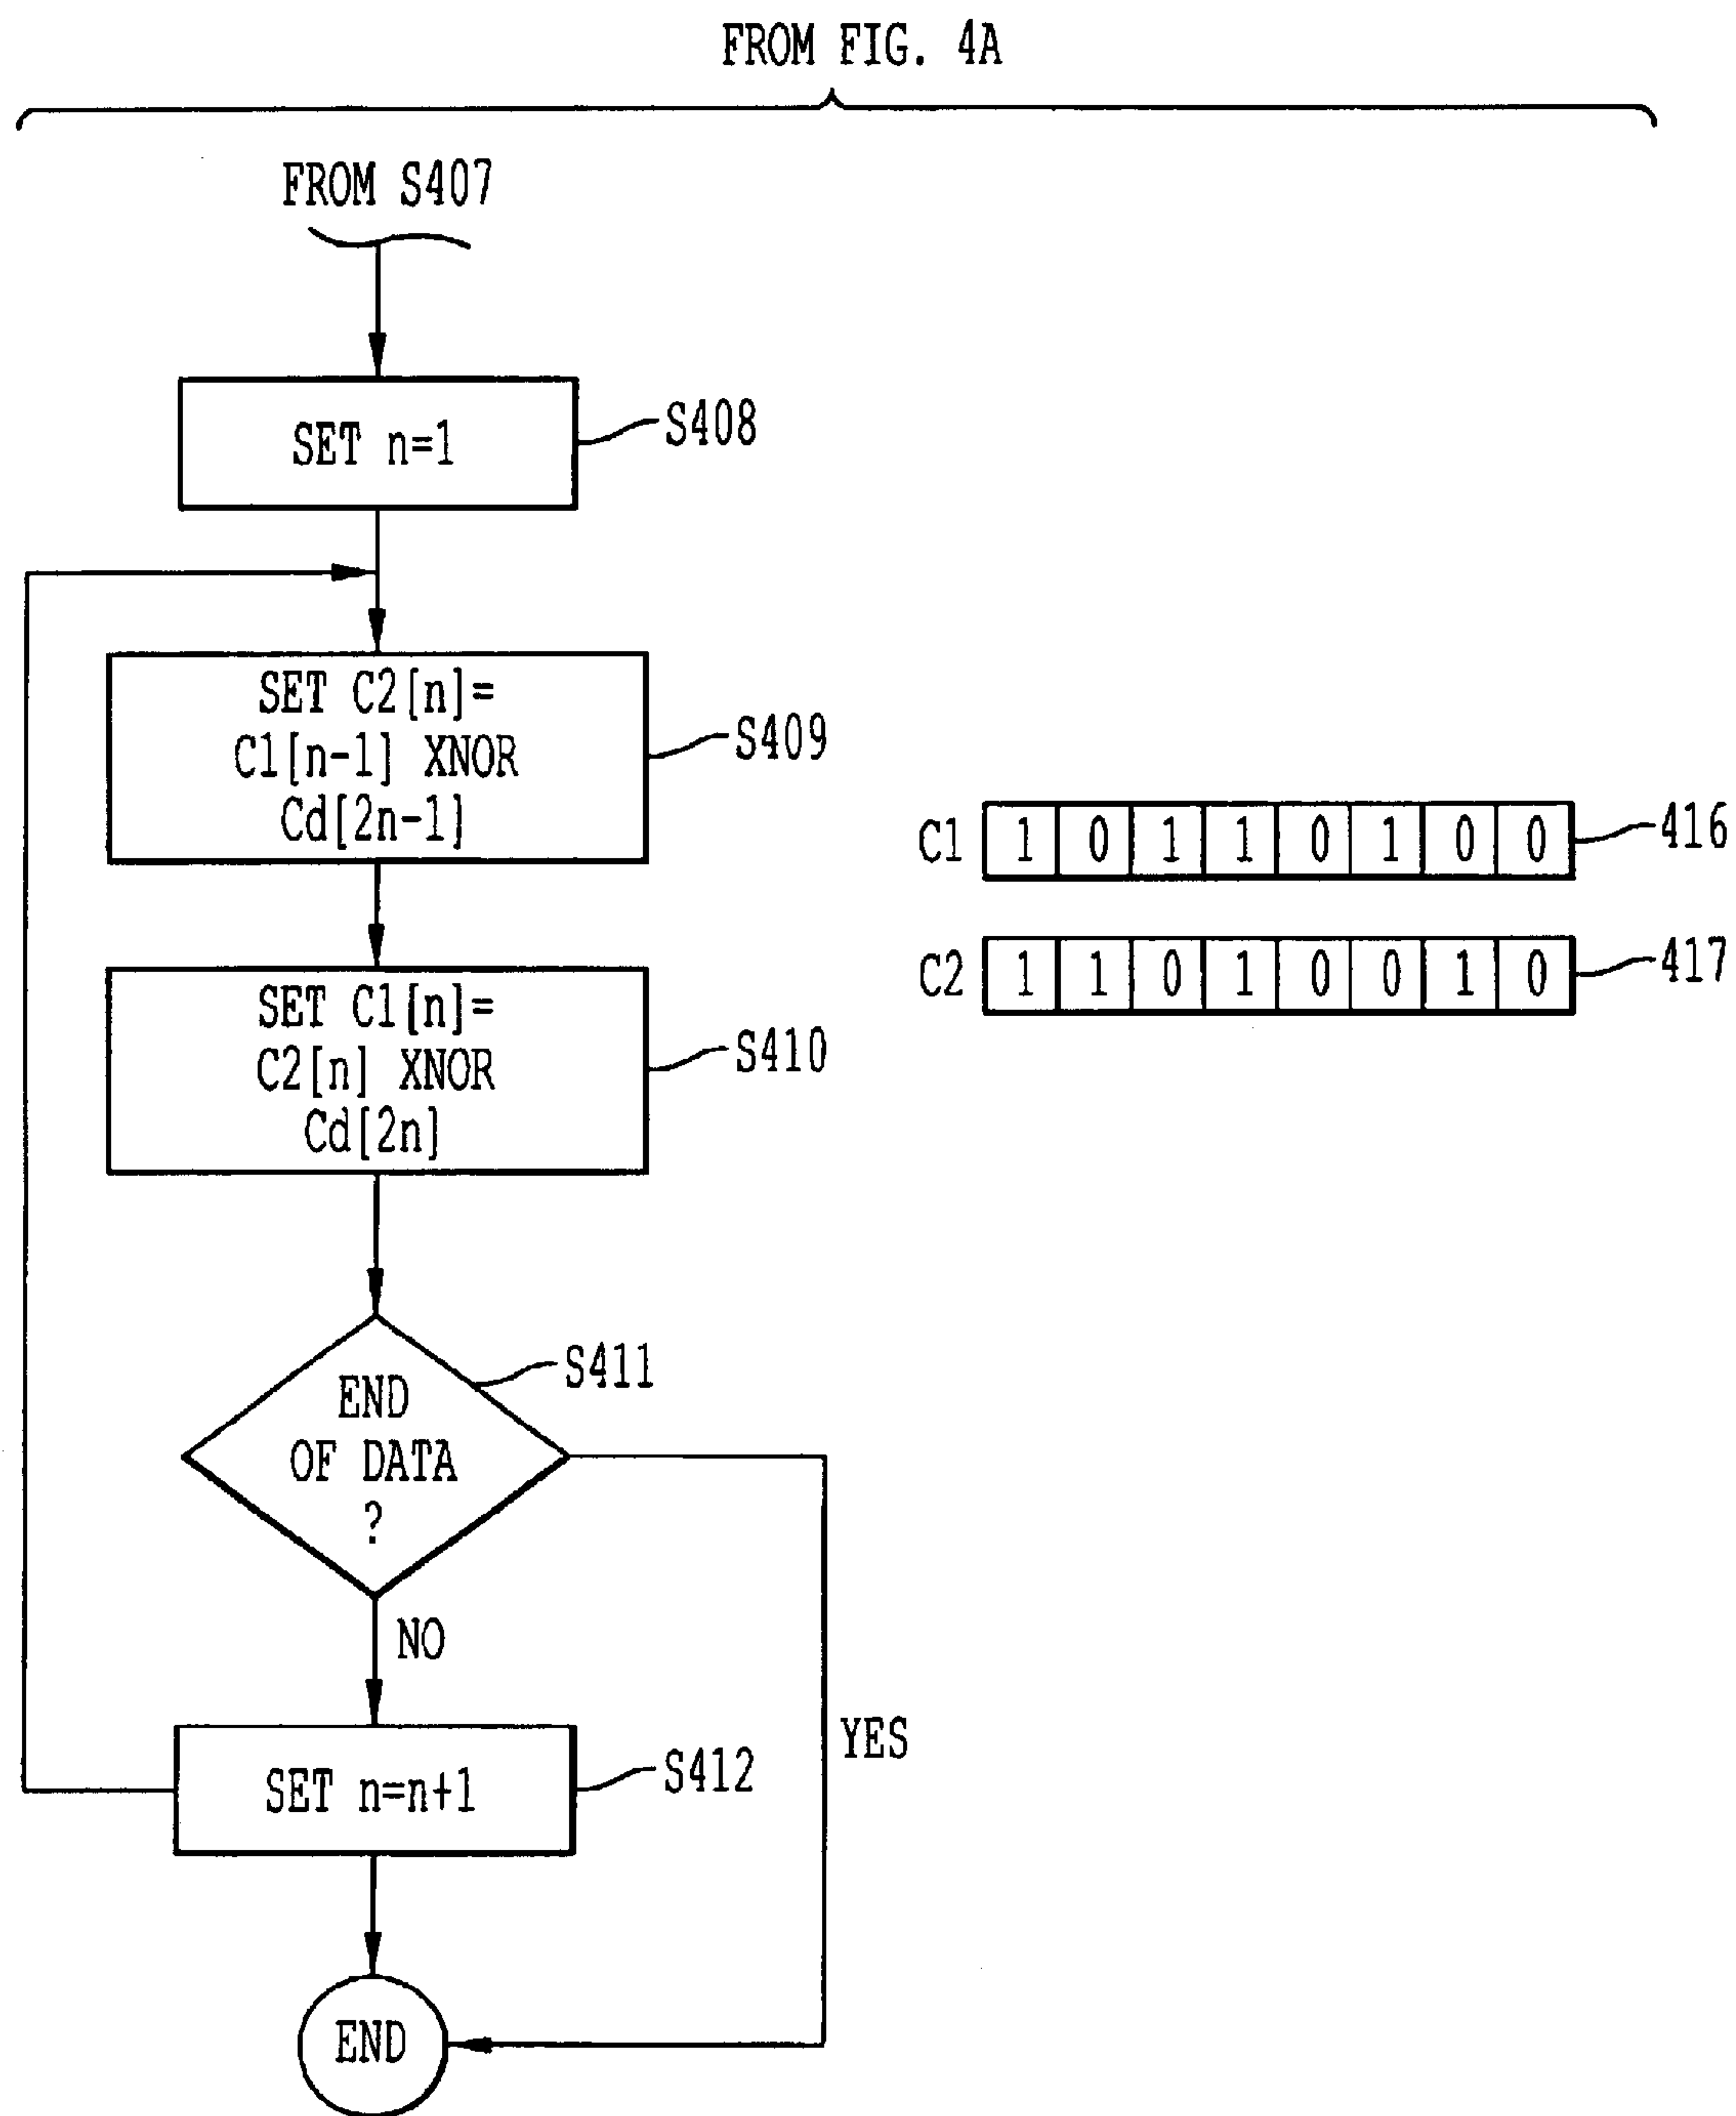 FROM FIG. 4A
FROM S407
SET n=1
S408
SET C2[n]=
C1[n-1] XNOR
Cd[2n-1]
S409
C1 1 0 1 1 0 1 0 0
416
C2 1 1 0 1 0 0 1 0
417
SET C1[n]=
C2[n] XNOR
Cd[2n]
S410
END
OF DATA
?
S411
NO
YES
SET n=n+1
S412
END